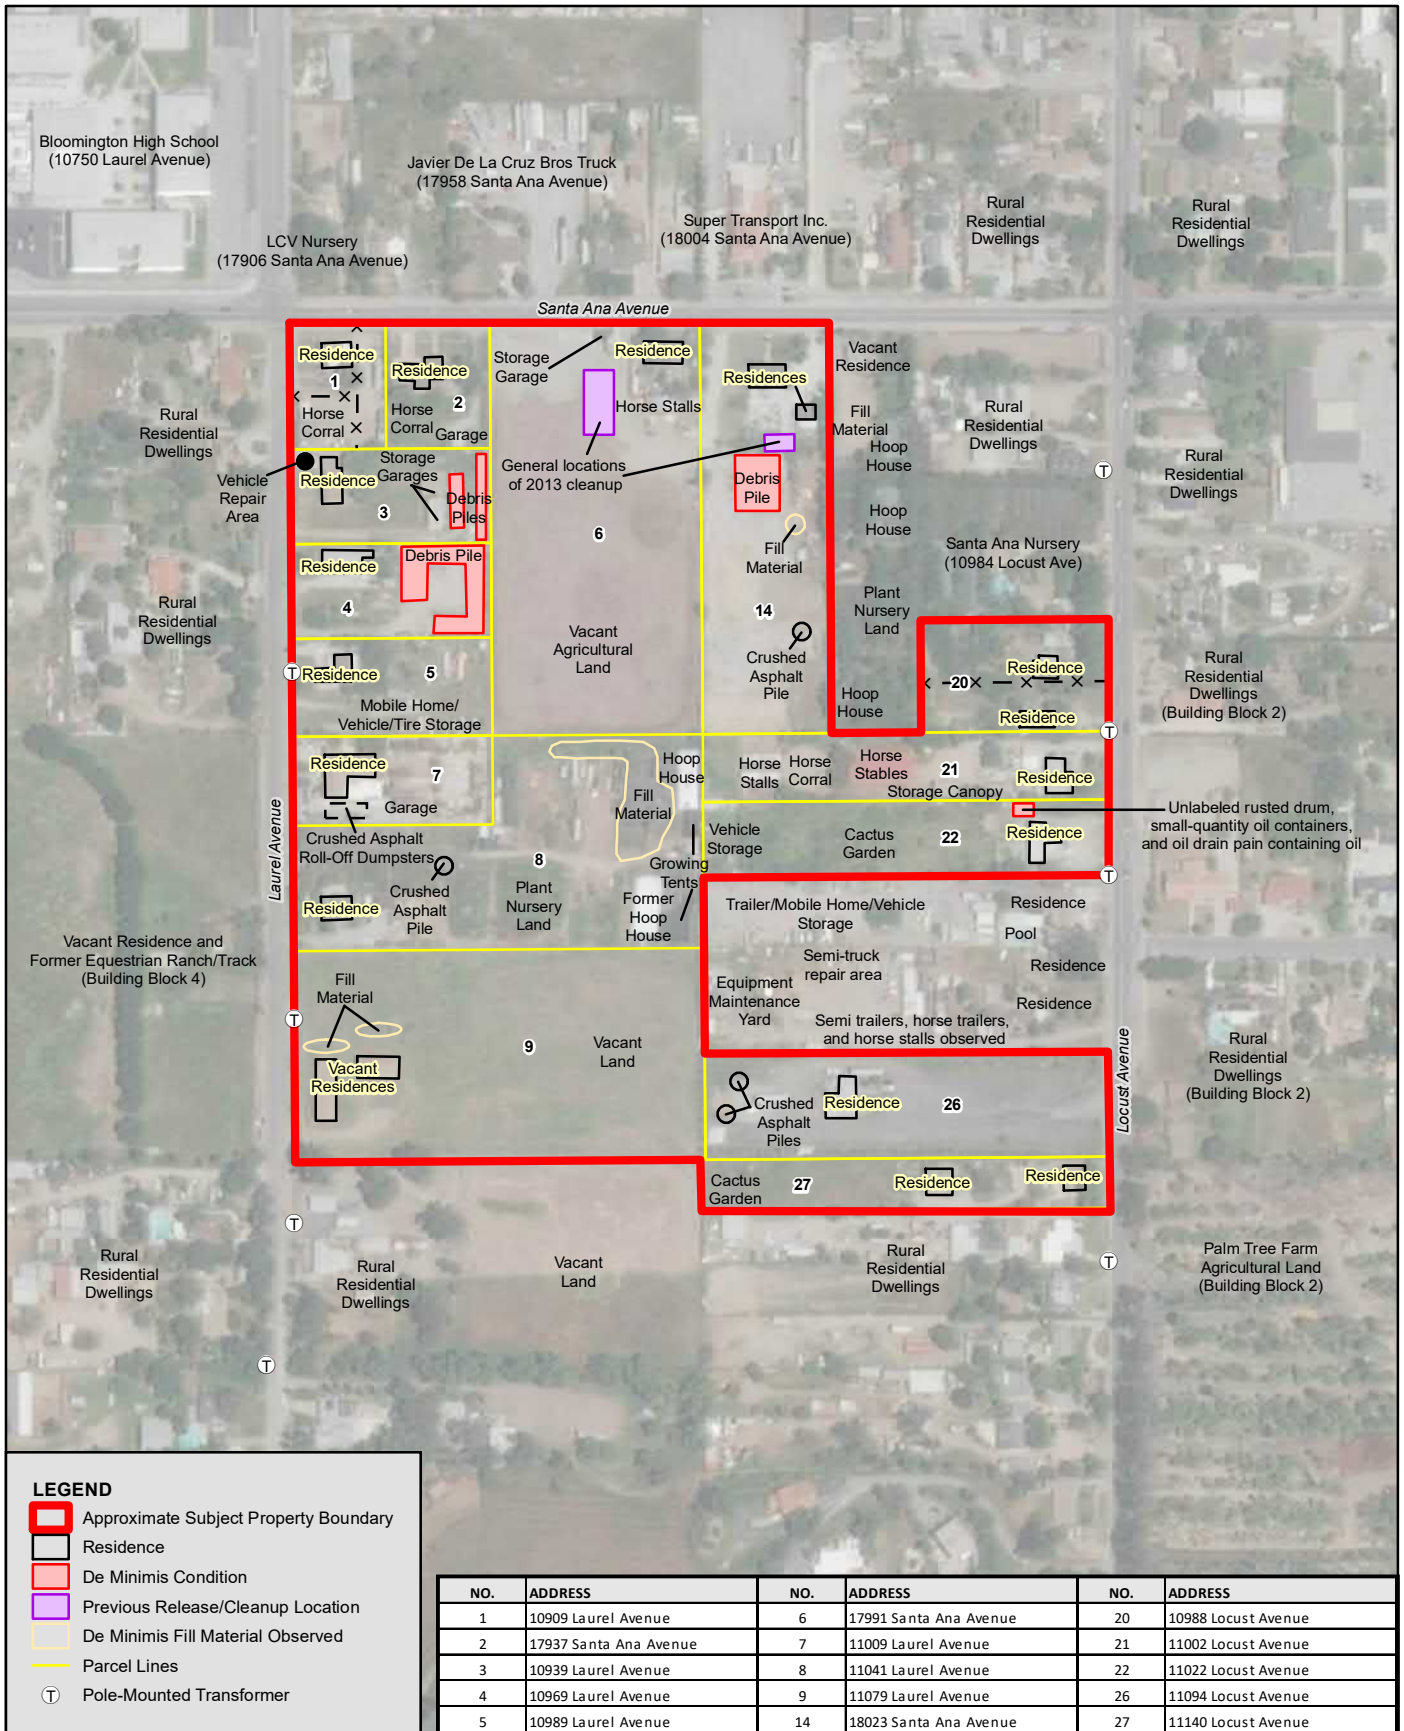 Bloomington High School
(10750 Laurel Avenue)
Javier De La Cruz Bros Truck
(17958 Santa Ana Avenue)
Super Transport Inc.
(18004 Santa Ana Avenue)
Rural
Residential
Dwellings
Rural
Residential
Dwellings
LCV Nursery
(17906 Santa Ana Avenue)
Santa Ana Avenue
Residence
1
Horse
Corral
Residence
2
Horse
Corral
Garage
Storage
Garage
Residence
Horse Stalls
General locations
of 2013 cleanup
6
Vacant
Agricultural
Land
Residences
Debris
Pile
Fill
Material
14
Crushed
Asphalt
Pile
Vacant
Residence
Fill
Material
Hoop
House
Hoop
House
Plant
Nursery
Land
Hoop
House
Rural
Residential
Dwellings
Santa Ana Nursery
(10984 Locust Ave)
T
Rural
Residential
Dwellings
Rural
Residential
Dwellings
Vehicle
Repair
Area
Residence
Storage
Garages
Debris
Piles
3
Residence
Debris Pile
4
Rural
Residential
Dwellings
T
Residence
5
Mobile Home/
Vehicle/Tire Storage
Residence
20
Residence
T
Rural
Residential
Dwellings
(Building Block 2)
Residence
7
Garage
Crushed Asphalt
Roll-Off Dumpsters
Crushed
Asphalt
Pile
Residence
8
Plant
Nursery
Land
Fill
Material
Hoop
House
Growing
Tents
Former
Hoop
House
Horse
Stalls
Horse
Corral
Horse
Stables
21
Storage Canopy
Residence
Vehicle
Storage
Cactus
Garden
22
Residence
Unlabeled rusted drum,
small-quantity oil containers,
and oil drain pain containing oil
T
Laurel Avenue
Trailer/Mobile Home/Vehicle
Storage
Residence
Pool
Semi-truck
repair area
Residence
Equipment
Maintenance
Yard
Residence
Semi trailers, horse trailers,
and horse stalls observed
Vacant Residence and
Former Equestrian Ranch/Track
(Building Block 4)
T
Fill
Material
Vacant
Residences
9
Vacant
Land
Locust Avenue
Rural
Residential
Dwellings
(Building Block 2)
Crushed
Asphalt
Piles
Residence
26
Cactus
Garden
27
Residence
Residence
T
T
Rural
Residential
Dwellings
Rural
Residential
Dwellings
Vacant
Land
Rural
Residential
Dwellings
Palm Tree Farm
Agricultural Land
(Building Block 2)
T
LEGEND
Approximate Subject Property Boundary
Residence
De Minimis Condition
Previous Release/Cleanup Location
De Minimis Fill Material Observed
Parcel Lines
T Pole-Mounted Transformer
NO. ADDRESS NO. ADDRESS NO. ADDRESS
1 10909 Laurel Avenue 6 17991 Santa Ana Avenue 20 10988 Locust Avenue
2 17937 Santa Ana Avenue 7 11009 Laurel Avenue 21 11002 Locust Avenue
3 10939 Laurel Avenue 8 11041 Laurel Avenue 22 11022 Locust Avenue
4 10969 Laurel Avenue 9 11079 Laurel Avenue 26 11094 Locust Avenue
5 10989 Laurel Avenue 14 18023 Santa Ana Avenue 27 11140 Locust Avenue